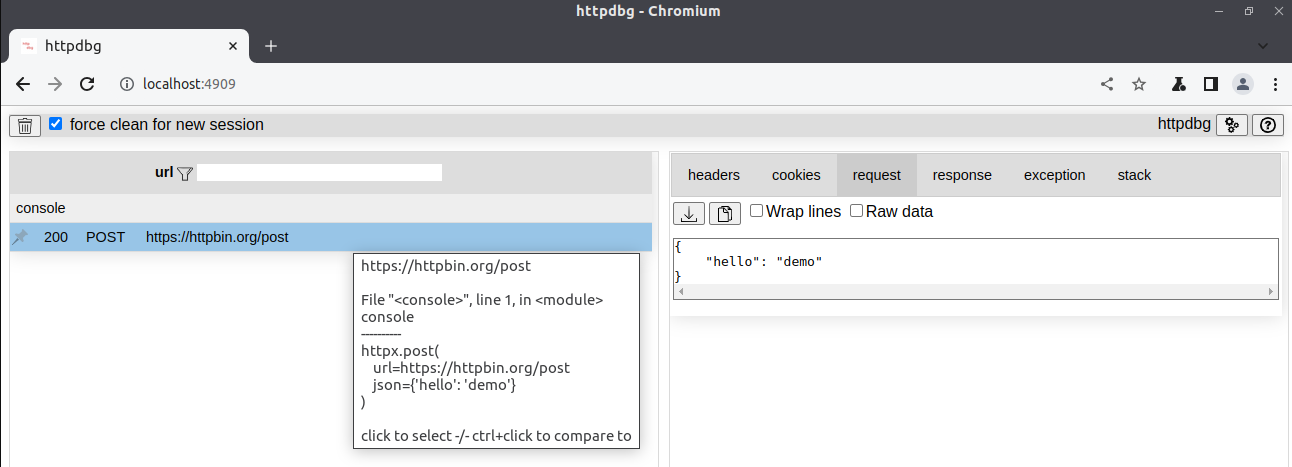 httpdbg - Chromium
httpdbg
localhost:4909
force clean for new session
httpdbg
url
console
200 POST https://httpbin.org/post
https://httpbin.org/post
File "<console>", line 1, in <module>
console
----------
httpx.post(
url=https://httpbin.org/post
json={'hello': 'demo'}
)
click to select -/- ctrl+click to compare to
headers cookies request response exception stack
Wrap lines Raw data
{
"hello": "demo"
}